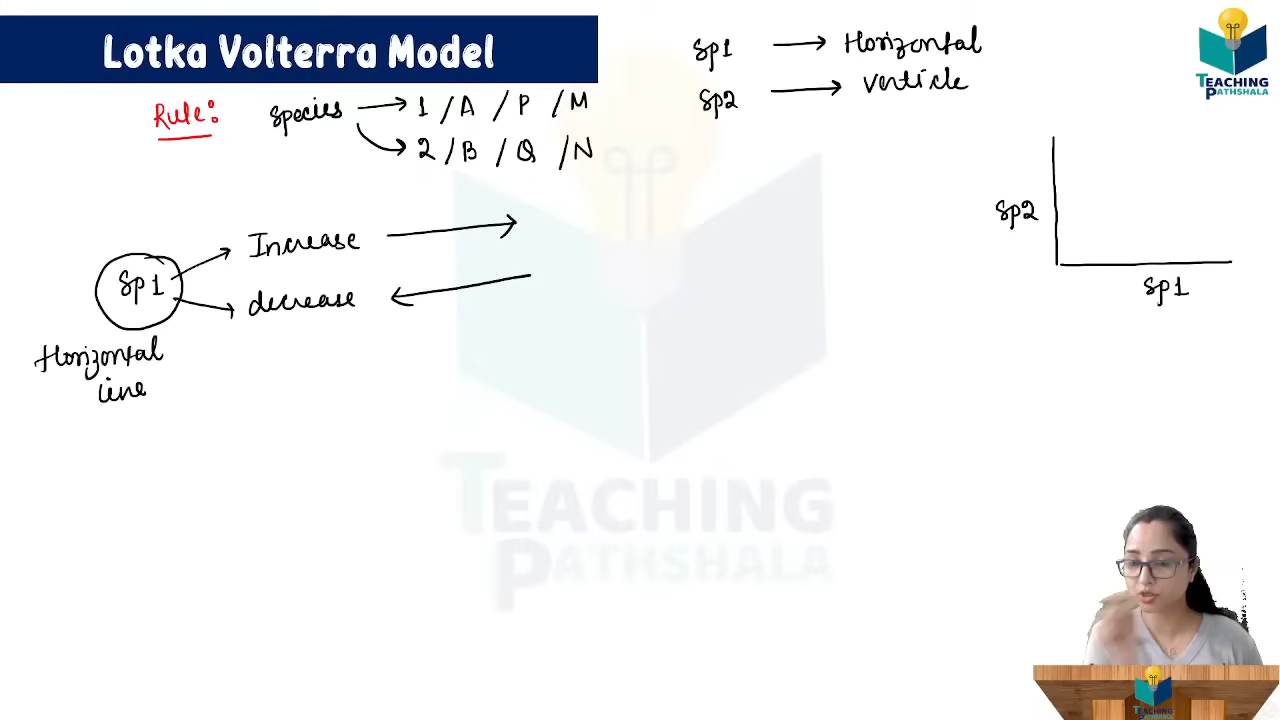 Lotka Volterra Model
Sp1 → Horizontal
Sp2 → Verticle
TEACHING
PATHSHALA
Rule:
Species → 1 / A / P / M
→ 2 / B / Q / N
Sp2
Sp1
Sp1
Increase
decrease
Horizontal
line
TEACHING
PATHSHALA